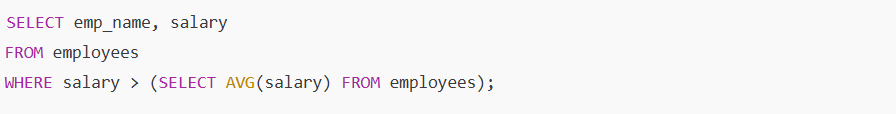 SELECT emp_name, salary
FROM employees
WHERE salary > (SELECT AVG(salary) FROM employees);